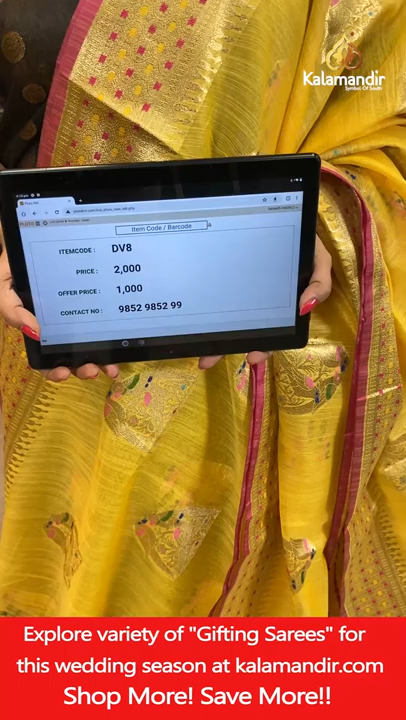 Kalamandir
Symbol Of South
Item Code / Barcode
ITEMCODE : DV8
PRICE : 2,000
OFFER PRICE : 1,000
CONTACT NO : 9852 9852 99
Explore variety of "Gifting Sarees" for
this wedding season at kalamandir.com
Shop More! Save More!!